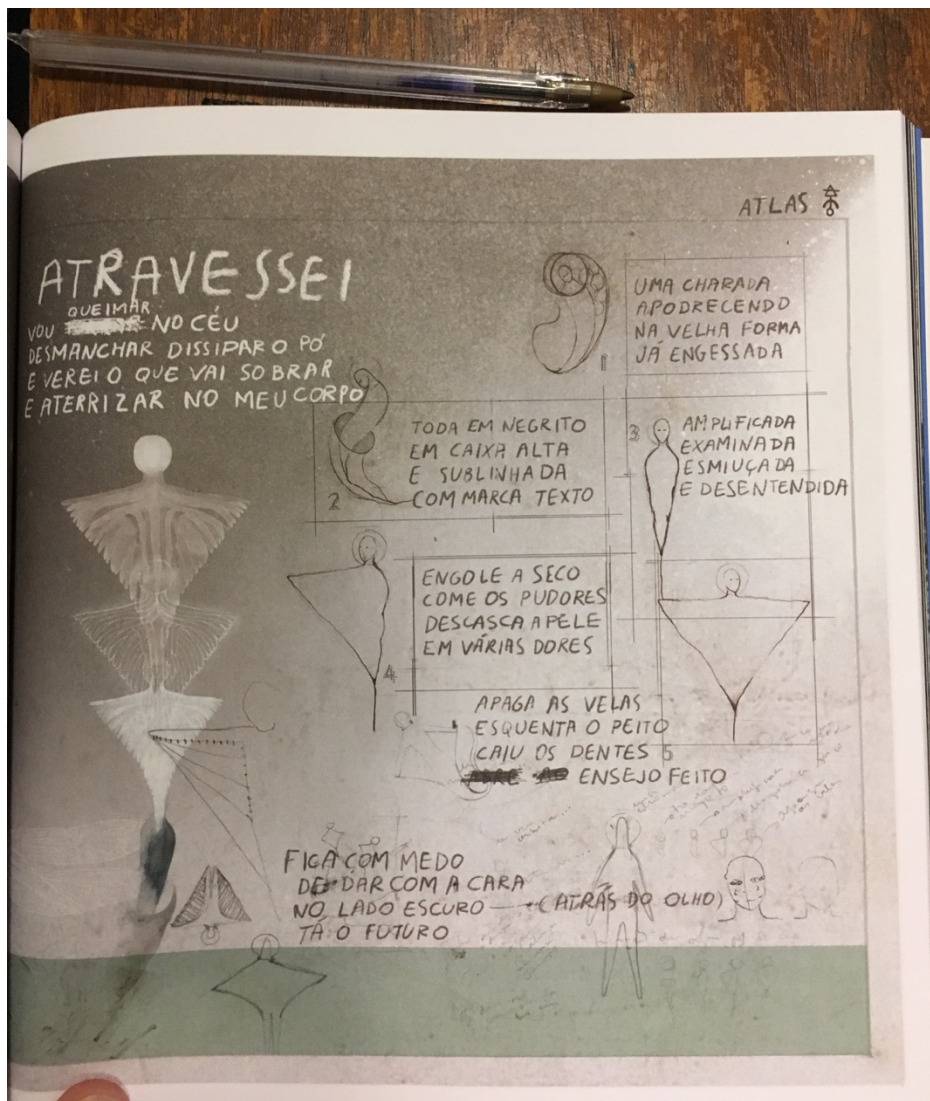 ATLAS
ATRAVESSEI
QUEIMAR
VOU NO CÉU
DESMANCHAR DISSIPAR O PÓ
E VEREI O QUE VAI SOBRAR
E ATERRIZAR NO MEU CORPO
1
UMA CHARADA
APODRECENDO
NA VELHA FORMA
JÁ ENGESSADA
2
TODA EM NEGRITO
EM CAIXA ALTA
E SUBLINHADA
COM MARCA TEXTO
3
AMPLIFICADA
EXAMINADA
ESMIUÇADA
E DESENTENDIDA
4
ENGOLE A SECO
COME OS PUDORES
DESCASCA A PELE
EM VÁRIAS DORES
APAGA AS VELAS
ESQUENTA O PEITO
CAIU OS DENTES 5
ENSEJO FEITO
FICA COM MEDO
DE DAR COM A CARA
NO LADO ESCURO (ATRÁS DO OLHO)
TÁ O FUTURO